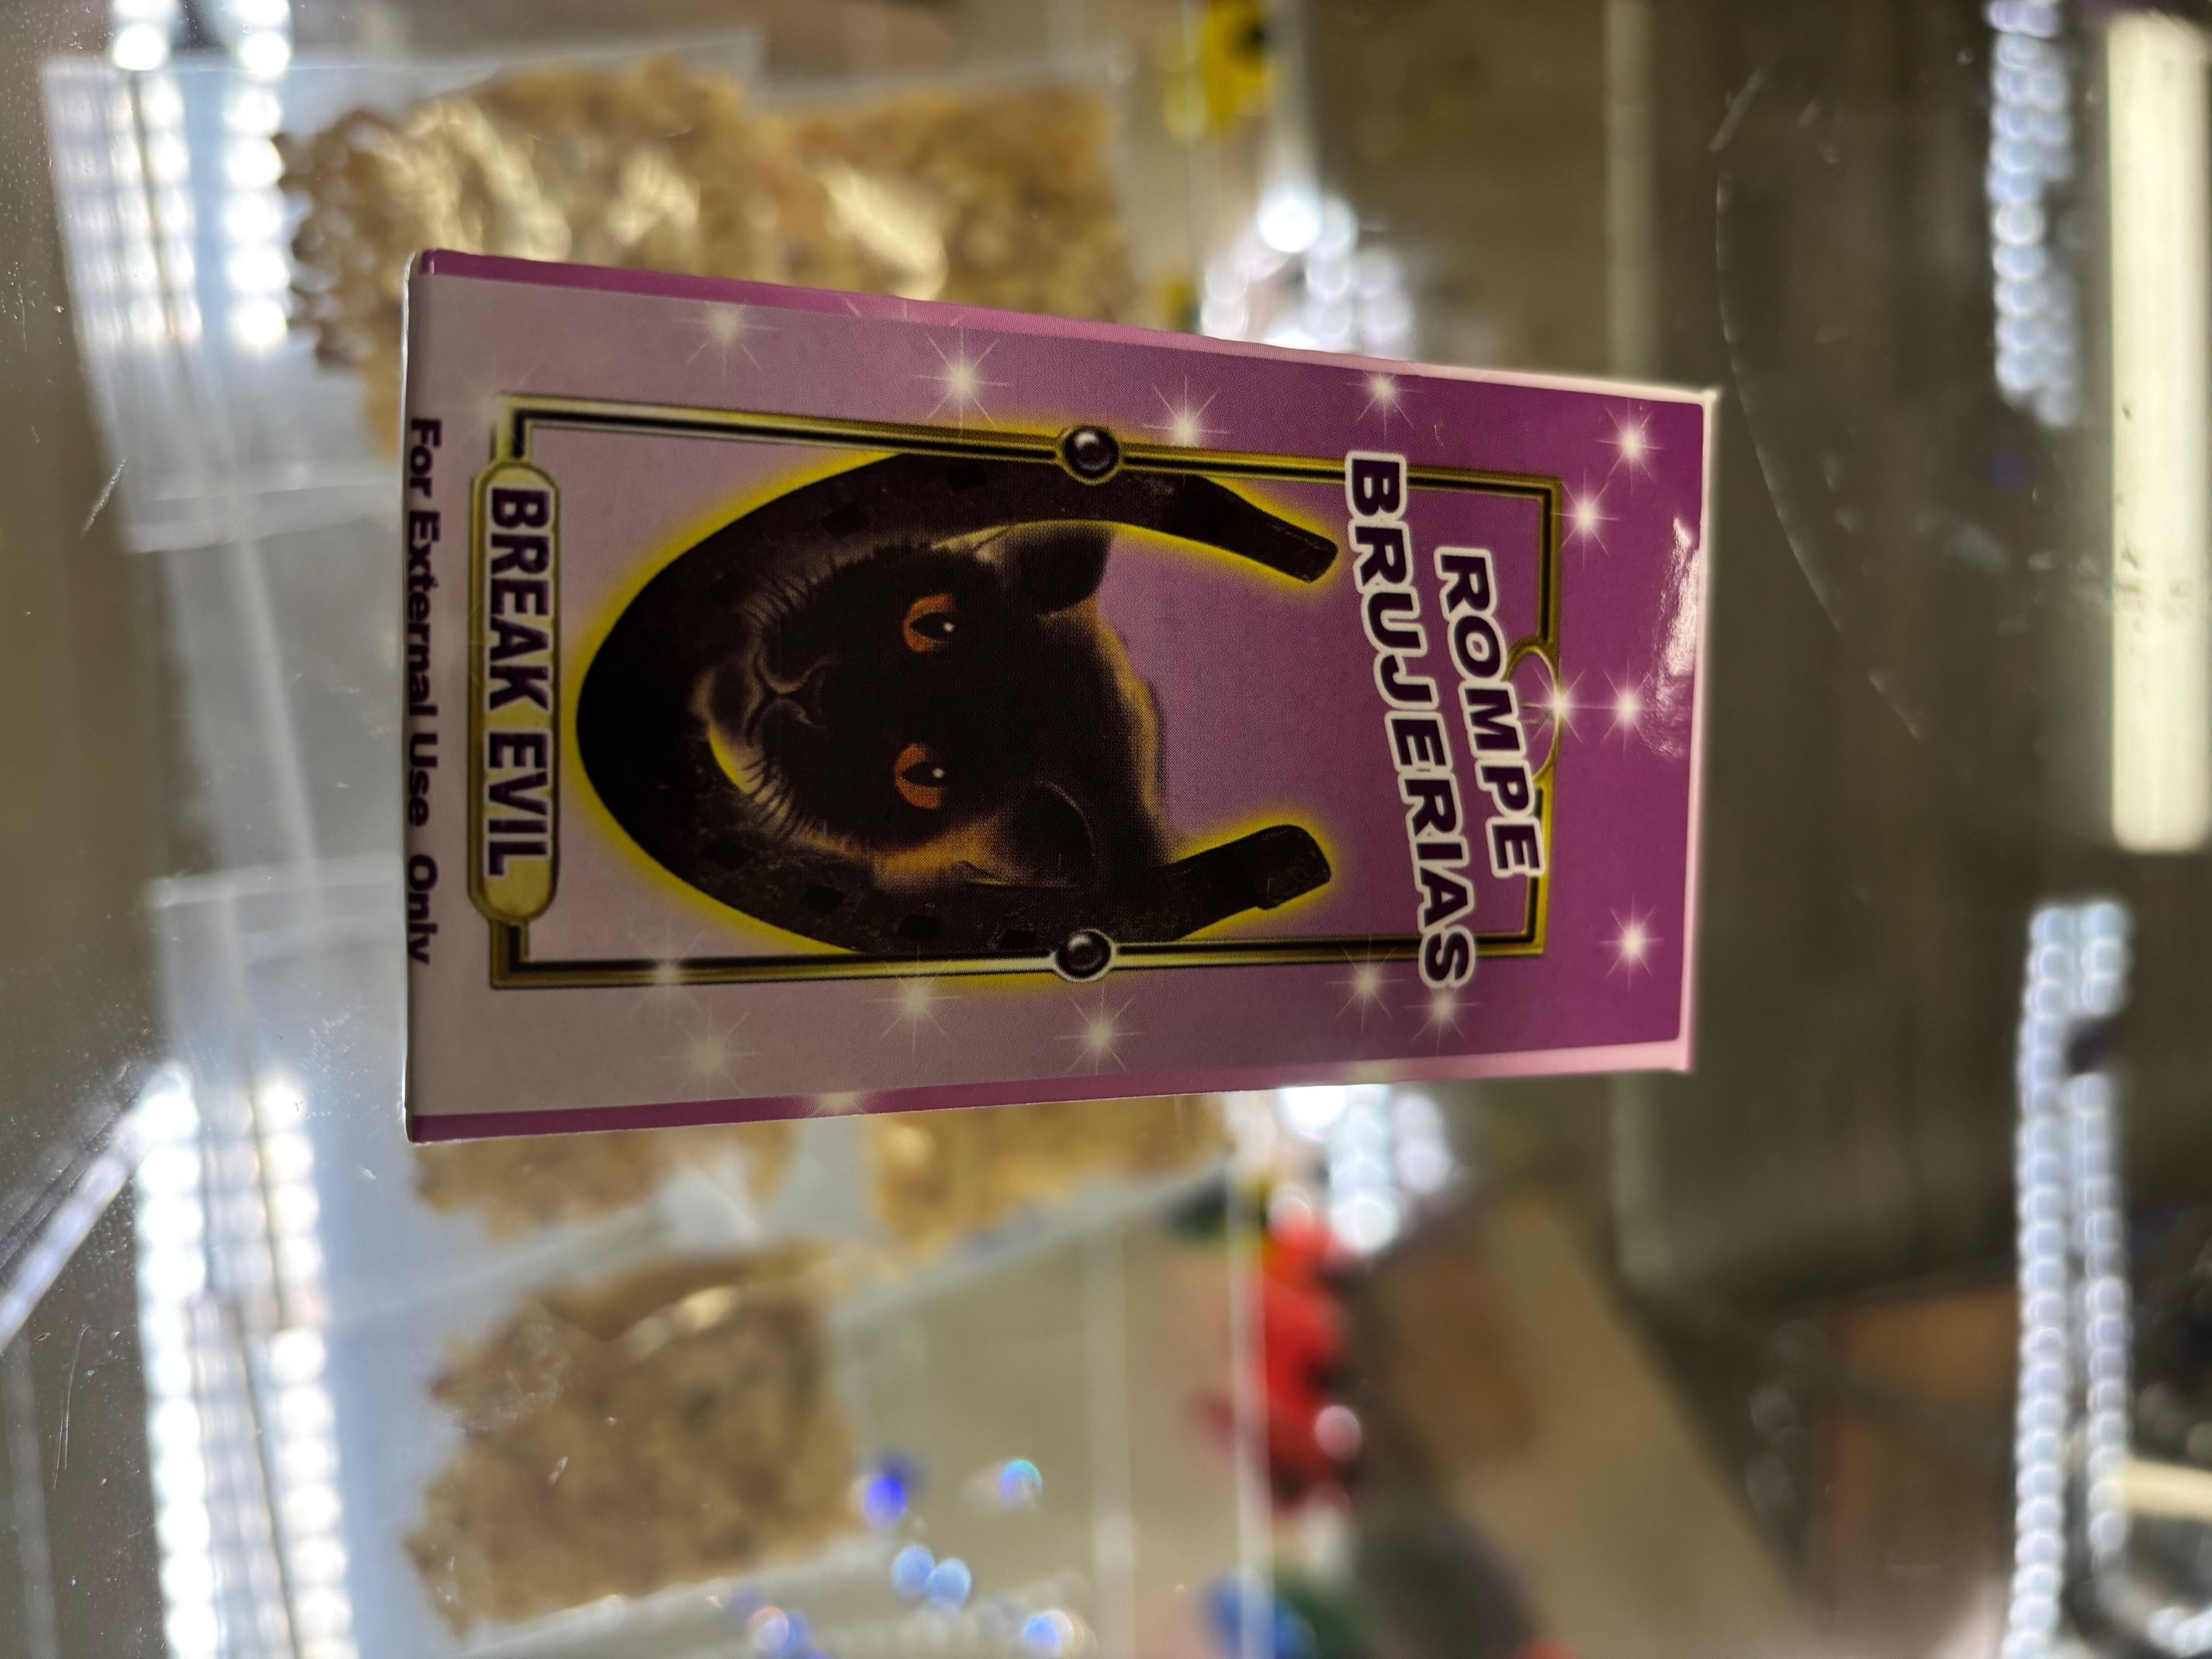 ROMPE
BRUJERIAS
BREAK EVIL
For External Use Only